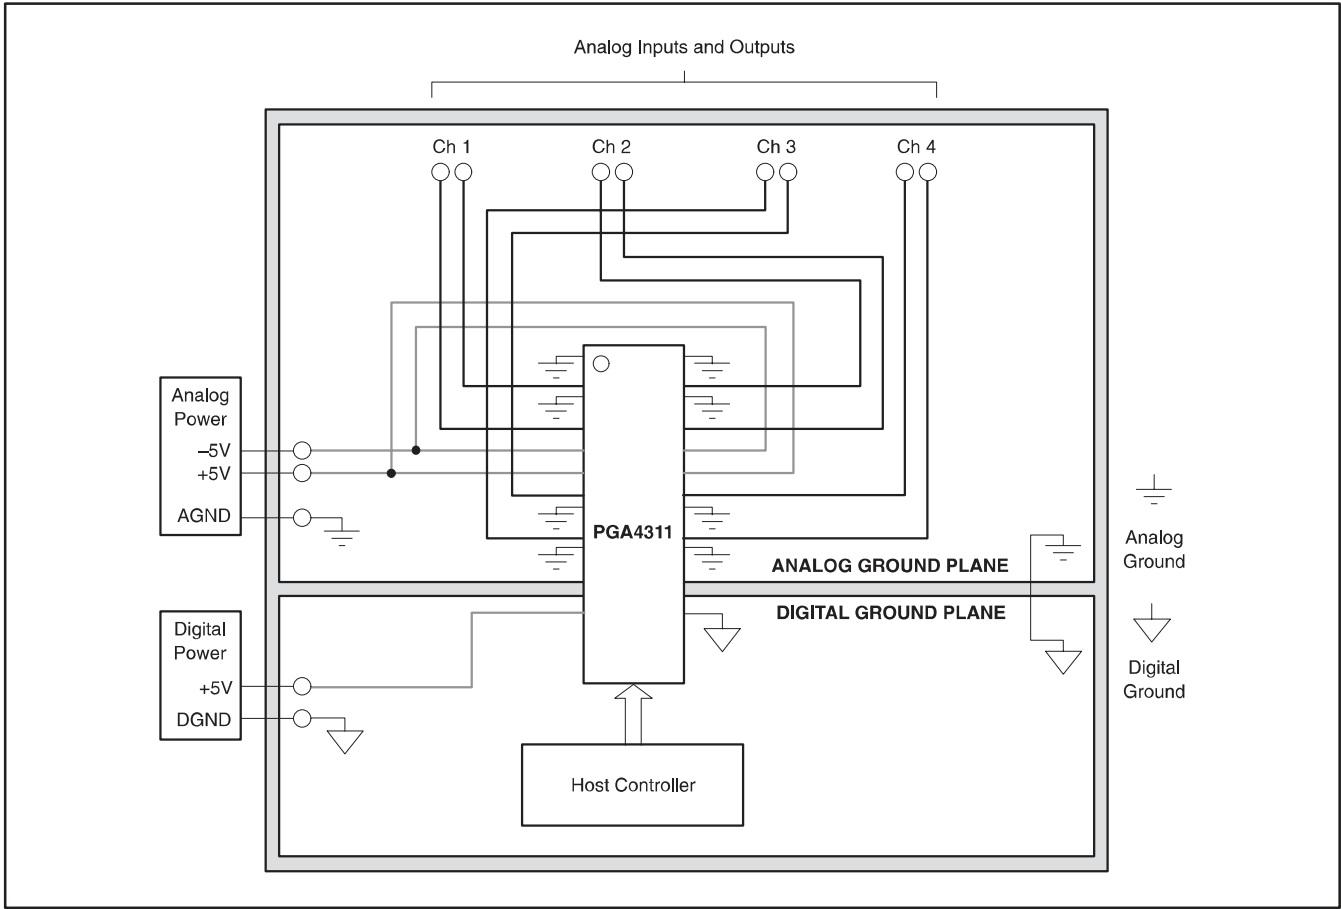 Analog Inputs and Outputs
Ch 1
Ch 2
Ch 3
Ch 4
Analog
Power
–5V
+5V
AGND
PGA4311
ANALOG GROUND PLANE
DIGITAL GROUND PLANE
Analog
Ground
Digital
Ground
Digital
Power
+5V
DGND
Host Controller